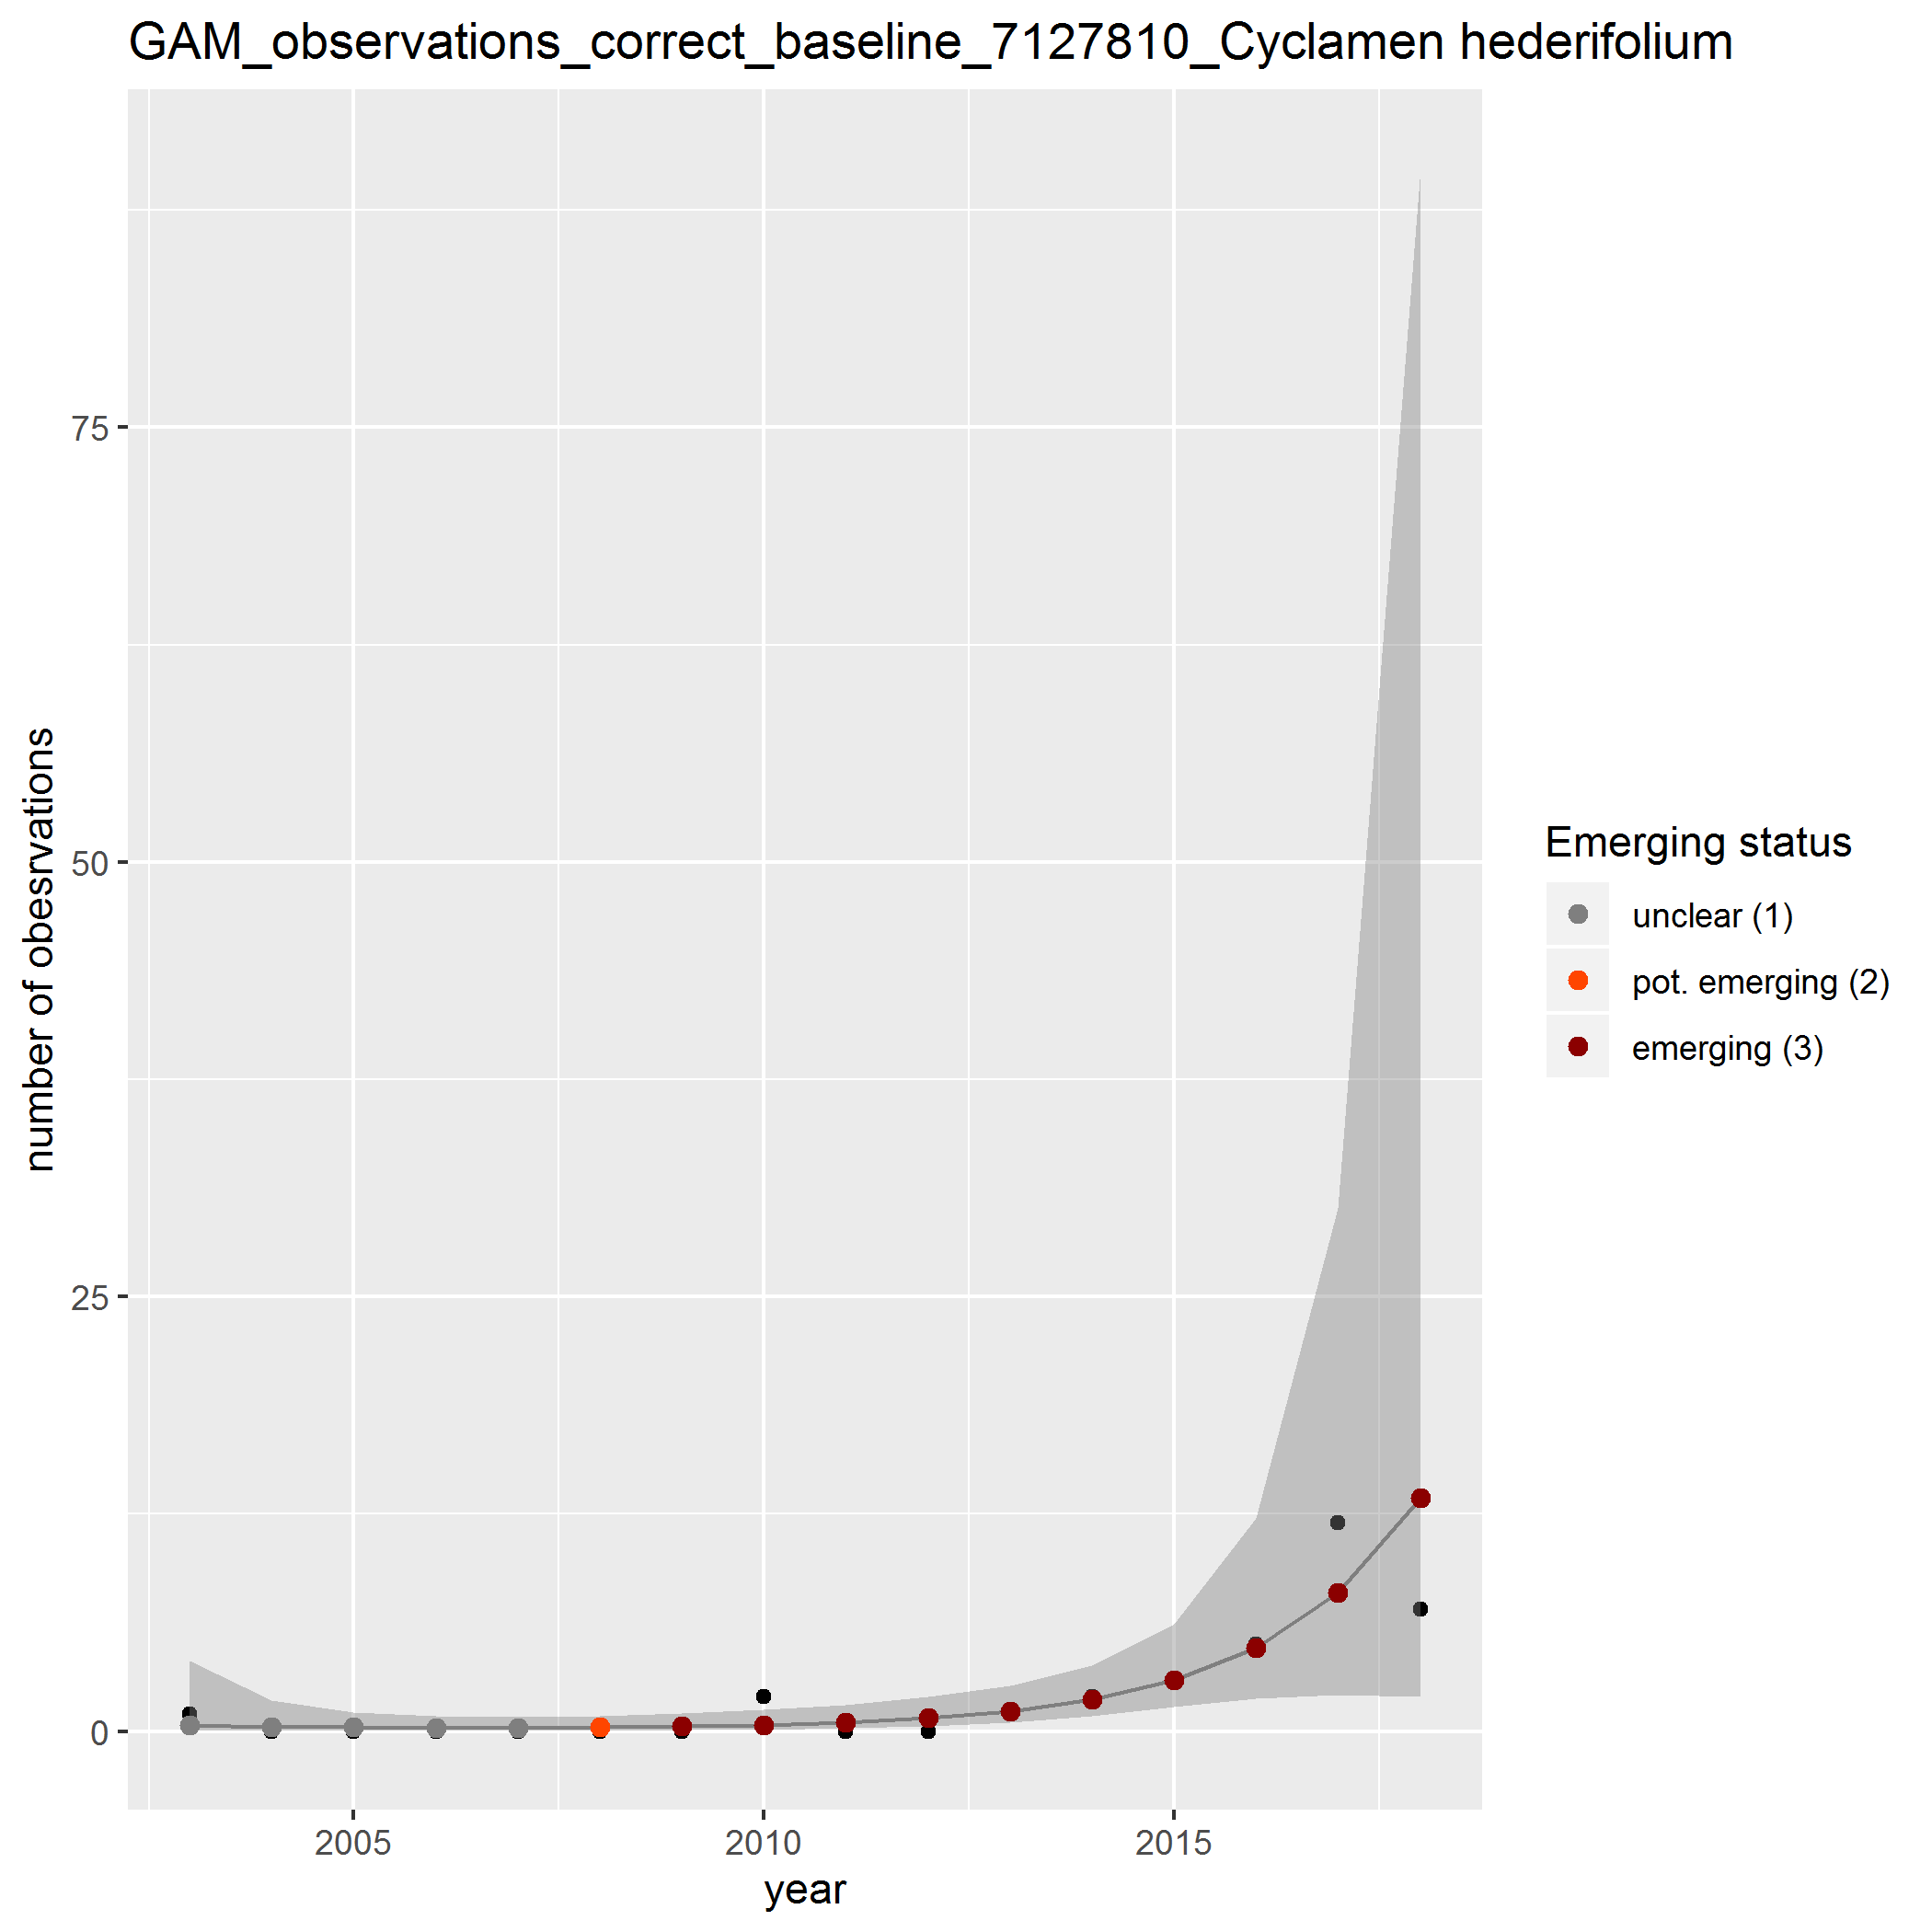 GAM_observations_correct_baseline_7127810_Cyclamen hederifolium
number of obesrvations
75
50
25
0
2005
2010
2015
year
Emerging status
unclear (1)
pot. emerging (2)
emerging (3)